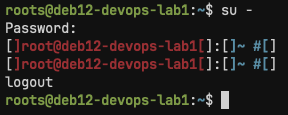 roots@deb12-devops-lab1:~$ su -
Password:
[]root@deb12-devops-lab1[]:[]~ #[]
[]root@deb12-devops-lab1[]:[]~ #[]
logout
roots@deb12-devops-lab1:~$